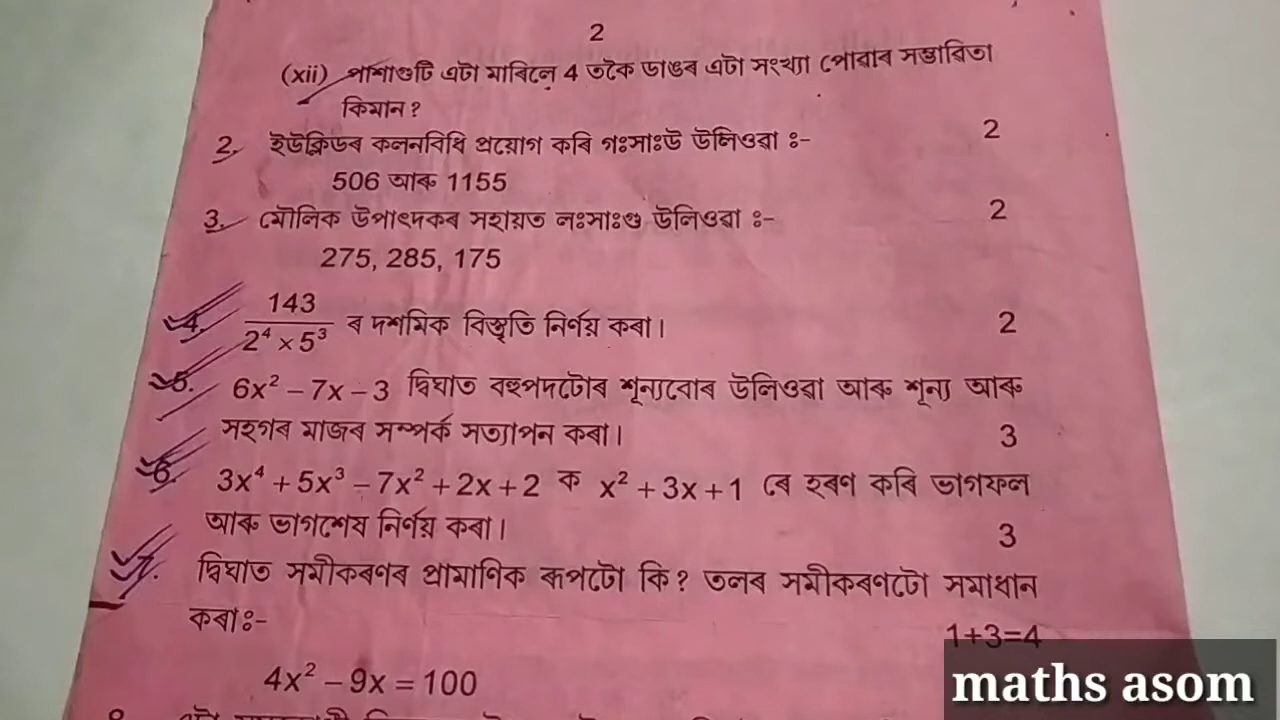 2
(xii) পাশাগুটি এটা মাৰিলে 4 তকৈ ডাঙৰ এটা সংখ্যা পোৱাৰ সম্ভাৱিতা
কিমান ?
2. ইউক্লিডৰ কলনবিধি প্ৰয়োগ কৰি গঃসাঃউ উলিওৱা ঃ- 2
506 আৰু 1155
3. মৌলিক উপাৎদকৰ সহায়ত লঃসাঃগু উলিওৱা ঃ- 2
275, 285, 175
4. 143/(2⁴ × 5³) ৰ দশমিক বিস্তৃতি নিৰ্ণয় কৰা। 2
5. 6x² – 7x – 3 দ্বিঘাত বহুপদটোৰ শূন্যবোৰ উলিওৱা আৰু শূন্য আৰু
সহগৰ মাজৰ সম্পৰ্ক সত্যাপন কৰা। 3
6. 3x⁴ + 5x³ – 7x² + 2x + 2 ক x² + 3x + 1 ৰে হৰণ কৰি ভাগফল
আৰু ভাগশেষ নিৰ্ণয় কৰা। 3
7. দ্বিঘাত সমীকৰণৰ প্ৰামাণিক ৰূপটো কি? তলৰ সমীকৰণটো সমাধান
কৰাঃ- 1+3=4
4x² – 9x = 100
maths asom